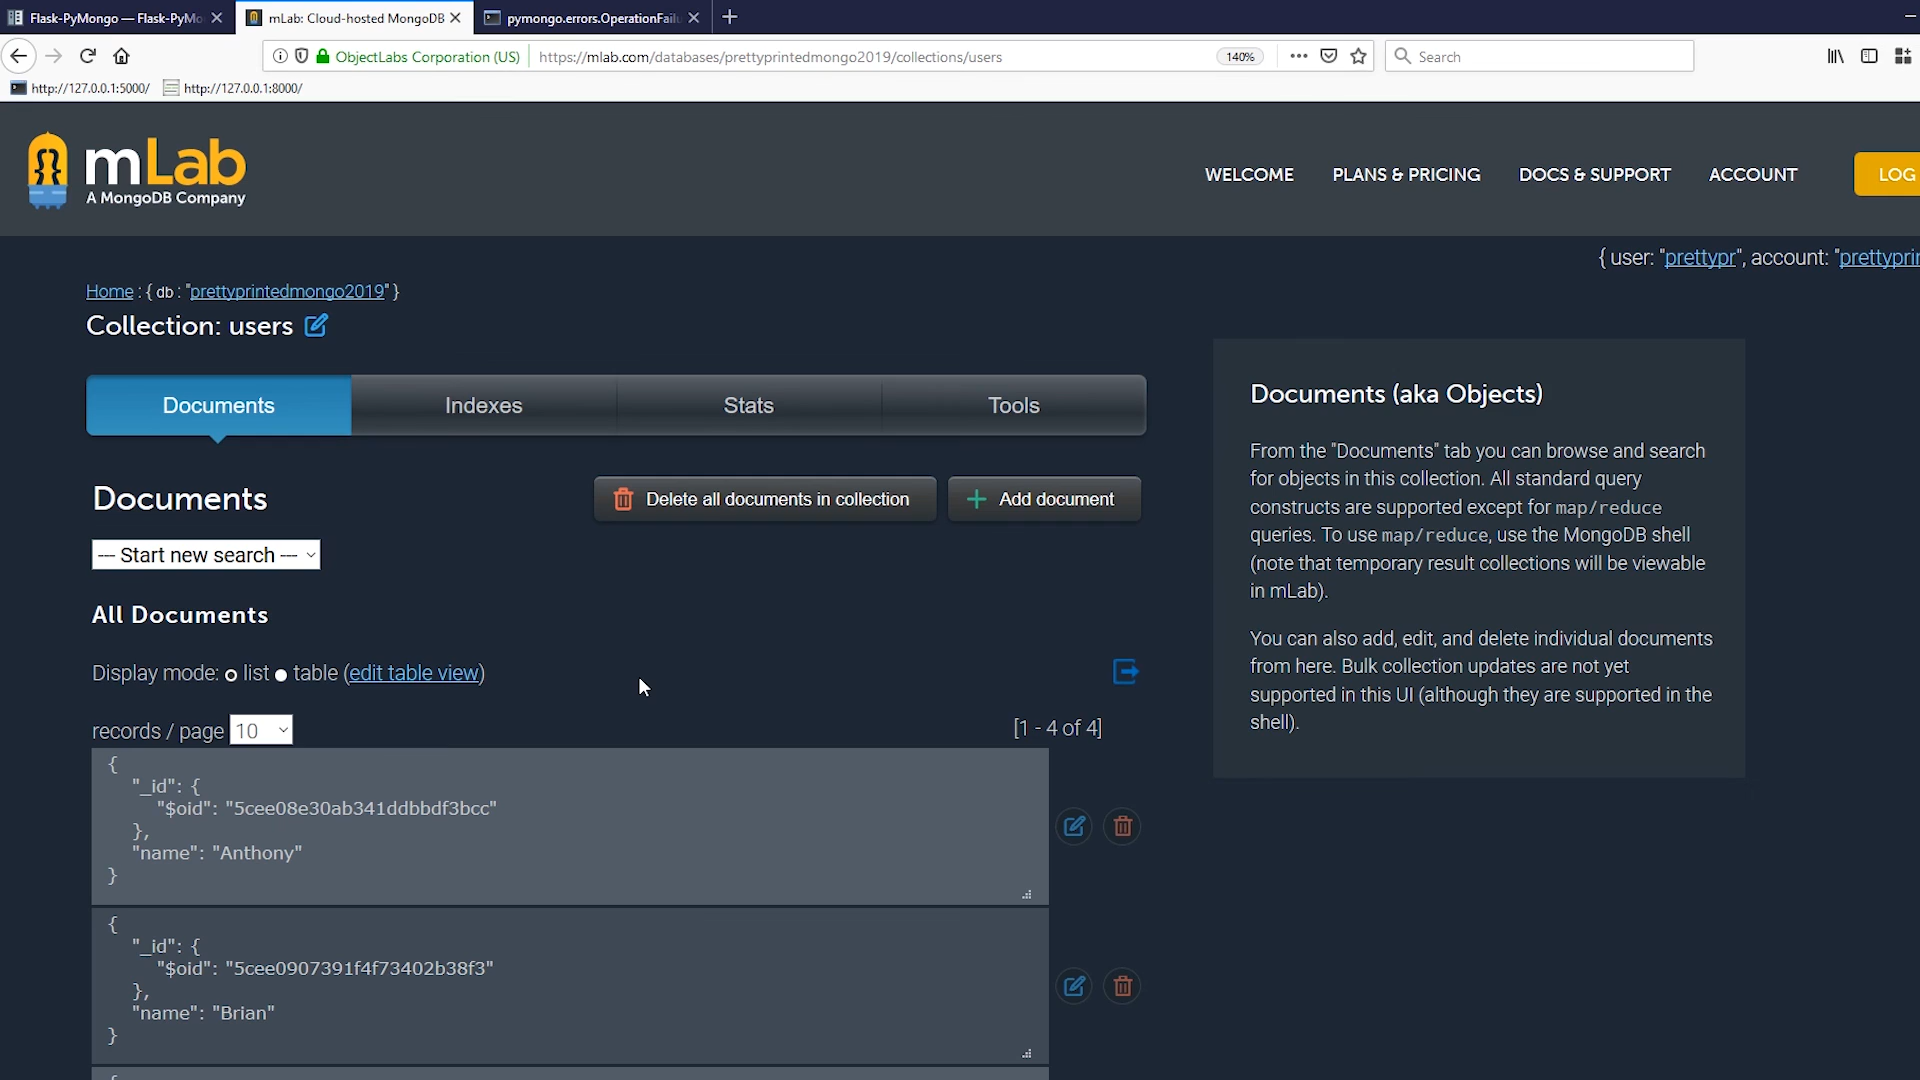 Flask-PyMongo — Flask-PyMo
mLab: Cloud-hosted MongoDB
pymongo.errors.OperationFail
ObjectLabs Corporation (US)
https://mlab.com/databases/prettyprintedmongo2019/collections/users
140%
Search
http://127.0.0.1:5000/
http://127.0.0.1:8000/
mLab
A MongoDB Company
WELCOME
PLANS & PRICING
DOCS & SUPPORT
ACCOUNT
LOG
{ user: "prettypr", account: "prettyprin
Home : { db : "prettyprintedmongo2019" }
Collection: users
Documents
Indexes
Stats
Tools
Documents
Delete all documents in collection
Add document
--- Start new search ---
All Documents
Display mode: list table (edit table view)
records / page 10
[1 - 4 of 4]
{
"_id": {
"$oid": "5cee08e30ab341ddbbdf3bcc"
},
"name": "Anthony"
}
{
"_id": {
"$oid": "5cee0907391f4f73402b38f3"
},
"name": "Brian"
}
{
Documents (aka Objects)
From the "Documents" tab you can browse and search
for objects in this collection. All standard query
constructs are supported except for map/reduce
queries. To use map/reduce, use the MongoDB shell
(note that temporary result collections will be viewable
in mLab).
You can also add, edit, and delete individual documents
from here. Bulk collection updates are not yet
supported in this UI (although they are supported in the
shell).